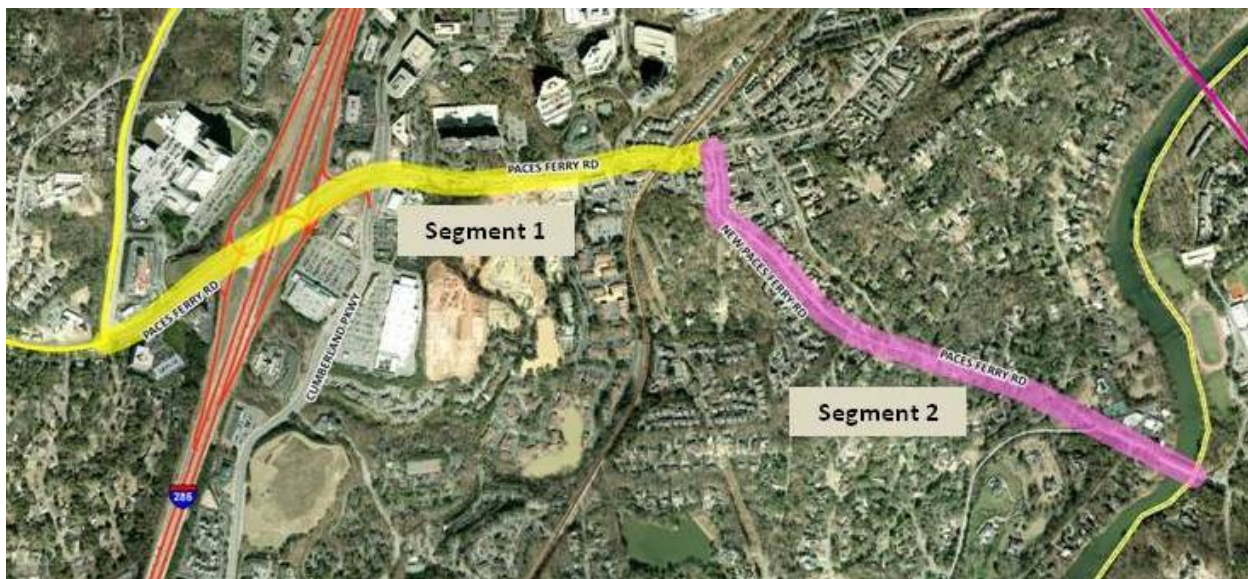 PACES FERRY RD
Segment 1
NEW PACES FERRY RD
PACES FERRY RD
CUMBERLAND PKWY
PACES FERRY RD
Segment 2
286